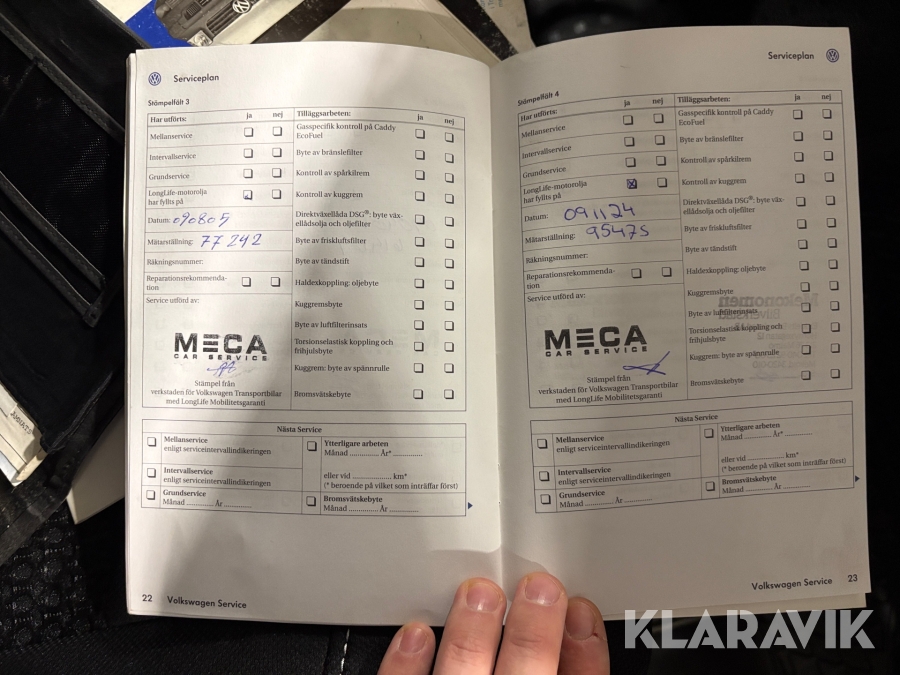 Serviceplan
Stämpelfält 3
Har utförts: ja nej
Mellanservice
Intervallservice
Grundservice
LongLife-motorolja
har fyllts på
Datum: 090805
Mätarställning: 77242
Räkningsnummer:
Reparationsrekommenda-
tion
Service utförd av:
MECA
CAR SERVICE
Stämpel från
verkstaden för Volkswagen Transportbilar
med LongLife Mobilitetsgaranti
Tilläggsarbeten: ja nej
Gasspecifik kontroll på Caddy
EcoFuel
Byte av bränslefilter
Kontroll av spårkilrem
Kontroll av kuggrem
Direktväxellåda DSG®: byte väx-
ellådsolja och oljefilter
Byte av friskluftsfilter
Byte av tändstift
Haldexkoppling: oljebyte
Kuggremsbyte
Byte av luftfilterinsats
Torsionselastisk koppling och
frihjulsbyte
Kuggrem: byte av spännrulle
Bromsvätskebyte
Nästa Service
Mellanservice
enligt serviceintervallindikeringen
Intervallservice
enligt serviceintervallindikeringen
Grundservice
Månad .............. År ..............
Ytterligare arbeten
Månad .............. År* ..............
eller vid .................. km*
(* beroende på vilket som inträffar först)
Bromsvätskebyte
Månad .............. År ..............
22 Volkswagen Service
Serviceplan
Stämpelfält 4
Har utförts: ja nej
Mellanservice
Intervallservice
Grundservice
LongLife-motorolja
har fyllts på
Datum: 091124
Mätarställning: 95475
Räkningsnummer:
Reparationsrekommenda-
tion
Service utförd av:
MECA
CAR SERVICE
Stämpel från
verkstaden för Volkswagen Transportbilar
med LongLife Mobilitetsgaranti
Tilläggsarbeten: ja nej
Gasspecifik kontroll på Caddy
EcoFuel
Byte av bränslefilter
Kontroll av spårkilrem
Kontroll av kuggrem
Direktväxellåda DSG®: byte väx-
ellådsolja och oljefilter
Byte av friskluftsfilter
Byte av tändstift
Haldexkoppling: oljebyte
Kuggremsbyte
Byte av luftfilterinsats
Torsionselastisk koppling och
frihjulsbyte
Kuggrem: byte av spännrulle
Bromsvätskebyte
Nästa Service
Mellanservice
enligt serviceintervallindikeringen
Intervallservice
enligt serviceintervallindikeringen
Grundservice
Månad .............. År ..............
Ytterligare arbeten
Månad .............. År* ..............
eller vid .................. km*
(* beroende på vilket som inträffar först)
Bromsvätskebyte
Månad .............. År ..............
Volkswagen Service 23
KLARAVIK